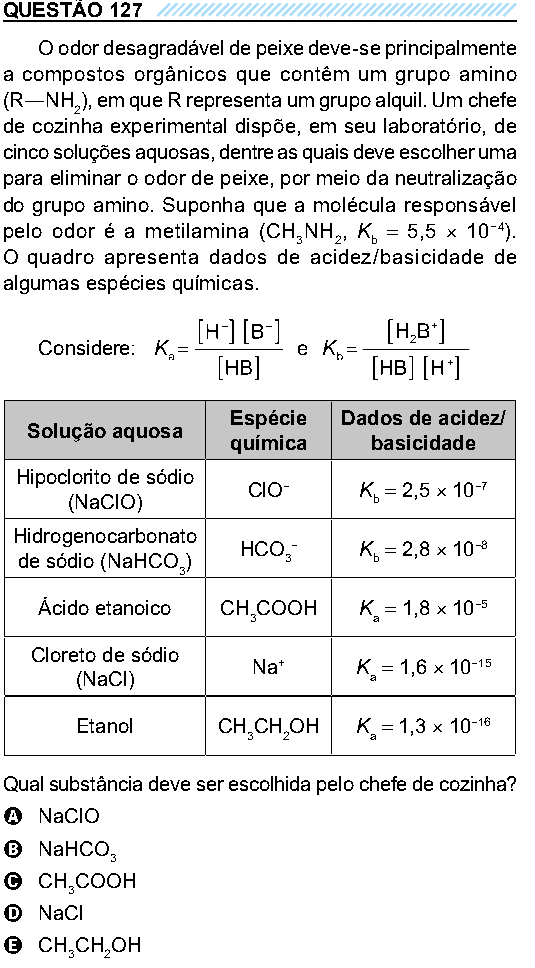 QUESTÃO 127
O odor desagradável de peixe deve-se principalmente
a compostos orgânicos que contêm um grupo amino
(R—NH₂), em que R representa um grupo alquil. Um chefe
de cozinha experimental dispõe, em seu laboratório, de
cinco soluções aquosas, dentre as quais deve escolher uma
para eliminar o odor de peixe, por meio da neutralização
do grupo amino. Suponha que a molécula responsável
pelo odor é a metilamina (CH₃NH₂, Kb = 5,5 × 10⁻⁴).
O quadro apresenta dados de acidez/basicidade de
algumas espécies químicas.
Considere: Ka = [H⁻] [B⁻] / [HB] e Kb = [H₂B⁺] / [HB] [H⁺]
Solução aquosa Espécie química Dados de acidez/ basicidade
Hipoclorito de sódio (NaClO) ClO⁻ Kb = 2,5 × 10⁻⁷
Hidrogenocarbonato de sódio (NaHCO₃) HCO₃⁻ Kb = 2,8 × 10⁻⁸
Ácido etanoico CH₃COOH Ka = 1,8 × 10⁻⁵
Cloreto de sódio (NaCl) Na⁺ Ka = 1,6 × 10⁻¹⁵
Etanol CH₃CH₂OH Ka = 1,3 × 10⁻¹⁶
Qual substância deve ser escolhida pelo chefe de cozinha?
A NaClO
B NaHCO₃
C CH₃COOH
D NaCl
E CH₃CH₂OH